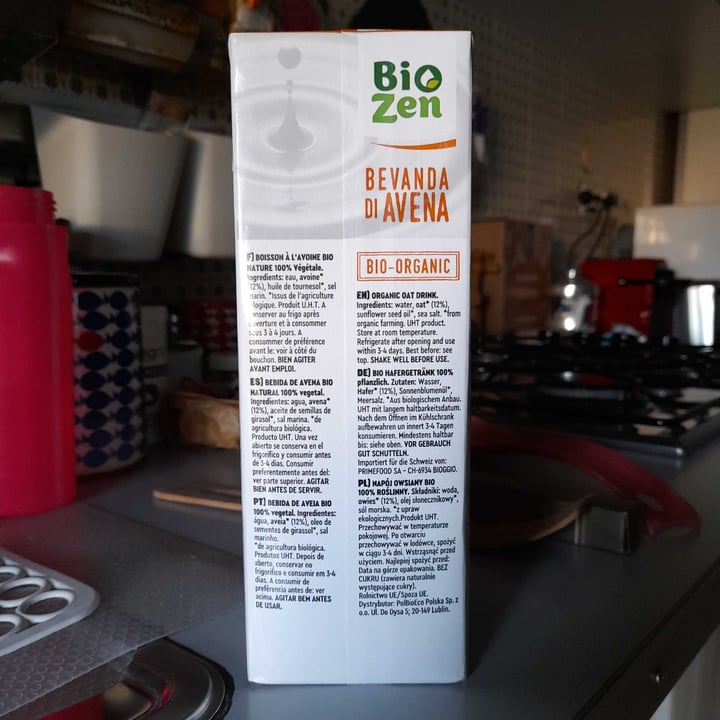 Bio
Zen
BEVANDA
DI AVENA
BIO-ORGANIC
F) BOISSON À L'AVOINE BIO
NATURE 100% Végétale.
Ingredients: eau, avoine*
(12%), huile de tournesol*, sel
marin. *Issus de l'agriculture
logique. Produit U.H.T. A
conserver au frigo après
ouverture et à consommer
sous 3 à 4 jours. A
consommer de préférence
avant le: voir à côté du
bouchon. BIEN AGITER
AVANT EMPLOI.
ES) BEBIDA DE AVENA BIO
NATURAL 100% vegetal.
Ingredientes: agua, avena*
(12%), aceite de semillas de
girasol*, sal marina. *de
agricultura biológica.
Producto UHT. Una vez
abierto se conserva en el
frigorífico y consumir antes
de 3-4 días. Consumir
preferentemente antes del:
ver parte superior. AGITAR
BIEN ANTES DE SERVIR.
PT) BEBIDA DE AVEIA BIO
100% vegetal. Ingredientes:
água, aveia* (12%), oleo de
sementes de girassol*, sal
marinho.
*de agricultura biológica.
Produtos UHT. Depois de
aberto, conservar no
frigorífico e consumir em 3-4
dias. A consumir de
preferência antes de: ver
acima. AGITAR BEM ANTES
DE USAR.
EN) ORGANIC OAT DRINK.
Ingredients: water, oat* (12%),
sunflower seed oil*, sea salt. *from
organic farming. UHT product.
Store at room temperature.
Refrigerate after opening and use
within 3-4 days. Best before: see
top. SHAKE WELL BEFORE USE.
DE) BIO HAFERGETRÄNK 100%
pflanzlich. Zutaten: Wasser,
Hafer* (12%), Sonnenblumenöl*,
Meersalz. *Aus biologischem Anbau.
UHT mit langem haltbarkeitsdatum.
Nach dem Öffnen im Kühlschrank
aufbewahren un innert 3-4 Tagen
konsumieren. Mindestens haltbar
bis: siehe oben. VOR GEBRAUCH
GUT SCHUTTELN.
Importiert für die Schweiz von:
PRIMEFOOD SA - CH-6934 BIOGGIO.
PL) NAPÓJ OWSIANY BIO
100% ROŚLINNY. Składniki: woda,
owies* (12%), olej słonecznikowy*,
sól morska. *z upraw
ekologicznych.Produkt UHT.
Przechowywać w temperaturze
pokojowej. Po otwarciu
przechowywać w lodówce, spożyć
w ciągu 3-4 dni. Wstrząsnąć przed
użyciem. Najlepiej spożyć przed:
Data na górze opakowania. BEZ
CUKRU (zawiera naturalnie
występujące cukry).
Rolnictwo UE/Spoza UE.
Dystrybutor: PolBioEco Polska Sp. z
o.o. Ul. Do Dysa 5; 20-149 Lublin.